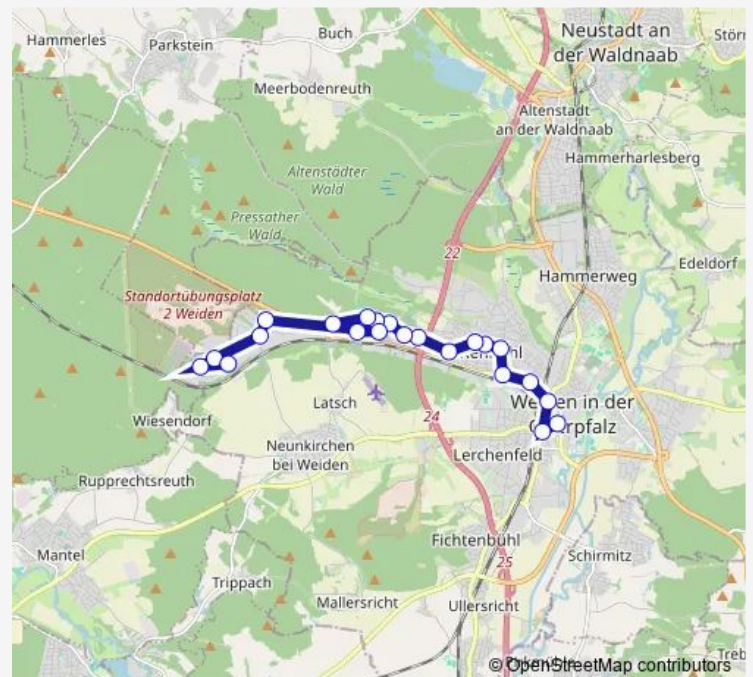 Hammerles
Parkstein
Buch
Neustadt an
der Waldnaab
Meerbodenreuth
Altenstadt
an der Waldnaab
Altenstädter
Wald
Hammerharlesberg
Pressather
Wald
22
Edeldorf
Hammerweg
Standortübungsplatz
2 Weiden
Latsch
24
in der
Wiesendorf
Neunkirchen
bei Weiden
Lerchenfeld
Rupprechtsreuth
Mantel
Fichtenbühl
25
Schirmitz
Trippach
Mallersricht
Ullersricht
© OpenStreetMap contributors